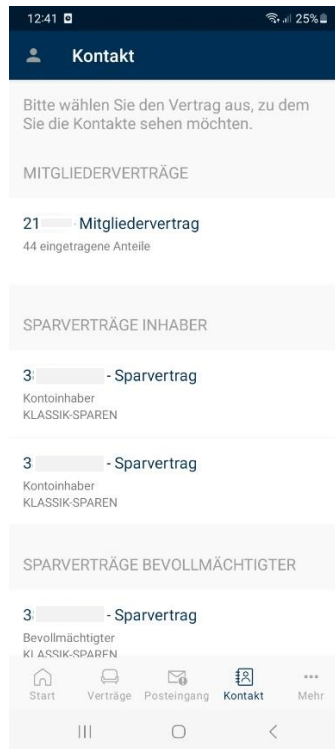 12:41 25%
Kontakt
Bitte wählen Sie den Vertrag aus, zu dem
Sie die Kontakte sehen möchten.
MITGLIEDERVERTRÄGE
21 - Mitgliedervertrag
44 eingetragene Anteile
SPARVERTRÄGE INHABER
3 - Sparvertrag
Kontoinhaber
KLASSIK-SPAREN
3 - Sparvertrag
Kontoinhaber
KLASSIK-SPAREN
SPARVERTRÄGE BEVOLLMÄCHTIGTER
3 - Sparvertrag
Bevollmächtigter
KLASSIK-SPAREN
Start Verträge Posteingang Kontakt Mehr